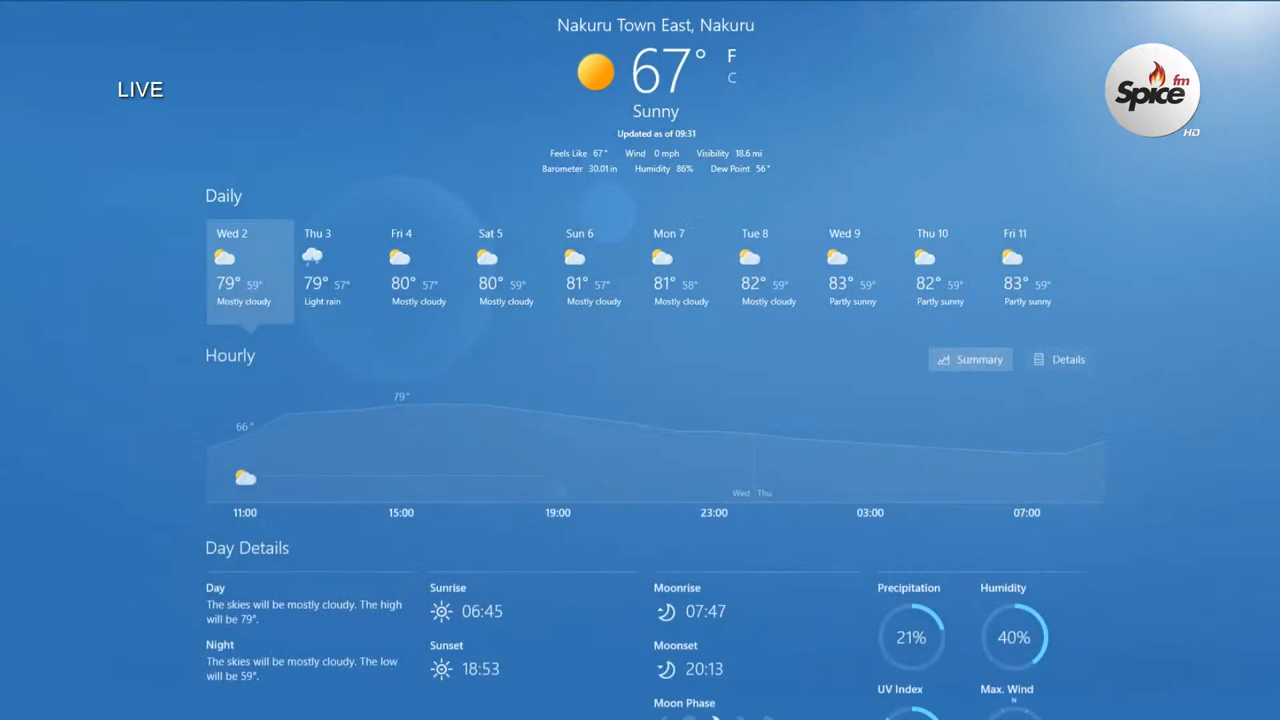 Nakuru Town East, Nakuru
67° F
C
Sunny
Updated as of 09:31
Feels Like 67° Wind 0 mph Visibility 18.6 mi
Barometer 30.01 in Humidity 86% Dew Point 56°
LIVE
Spice fm
HD
Daily
Wed 2 Thu 3 Fri 4 Sat 5 Sun 6 Mon 7 Tue 8 Wed 9 Thu 10 Fri 11
79° 59° 79° 57° 80° 57° 80° 59° 81° 57° 81° 58° 82° 59° 83° 59° 82° 59° 83° 59°
Mostly cloudy Light rain Mostly cloudy Mostly cloudy Mostly cloudy Mostly cloudy Mostly cloudy Partly sunny Partly sunny Partly sunny
Hourly
Summary Details
79°
66°
Wed Thu
11:00 15:00 19:00 23:00 03:00 07:00
Day Details
Day
The skies will be mostly cloudy. The high
will be 79°.
Night
The skies will be mostly cloudy. The low
will be 59°.
Sunrise
06:45
Sunset
18:53
Moonrise
07:47
Moonset
20:13
Moon Phase
Precipitation Humidity
21% 40%
UV Index Max. Wind
N